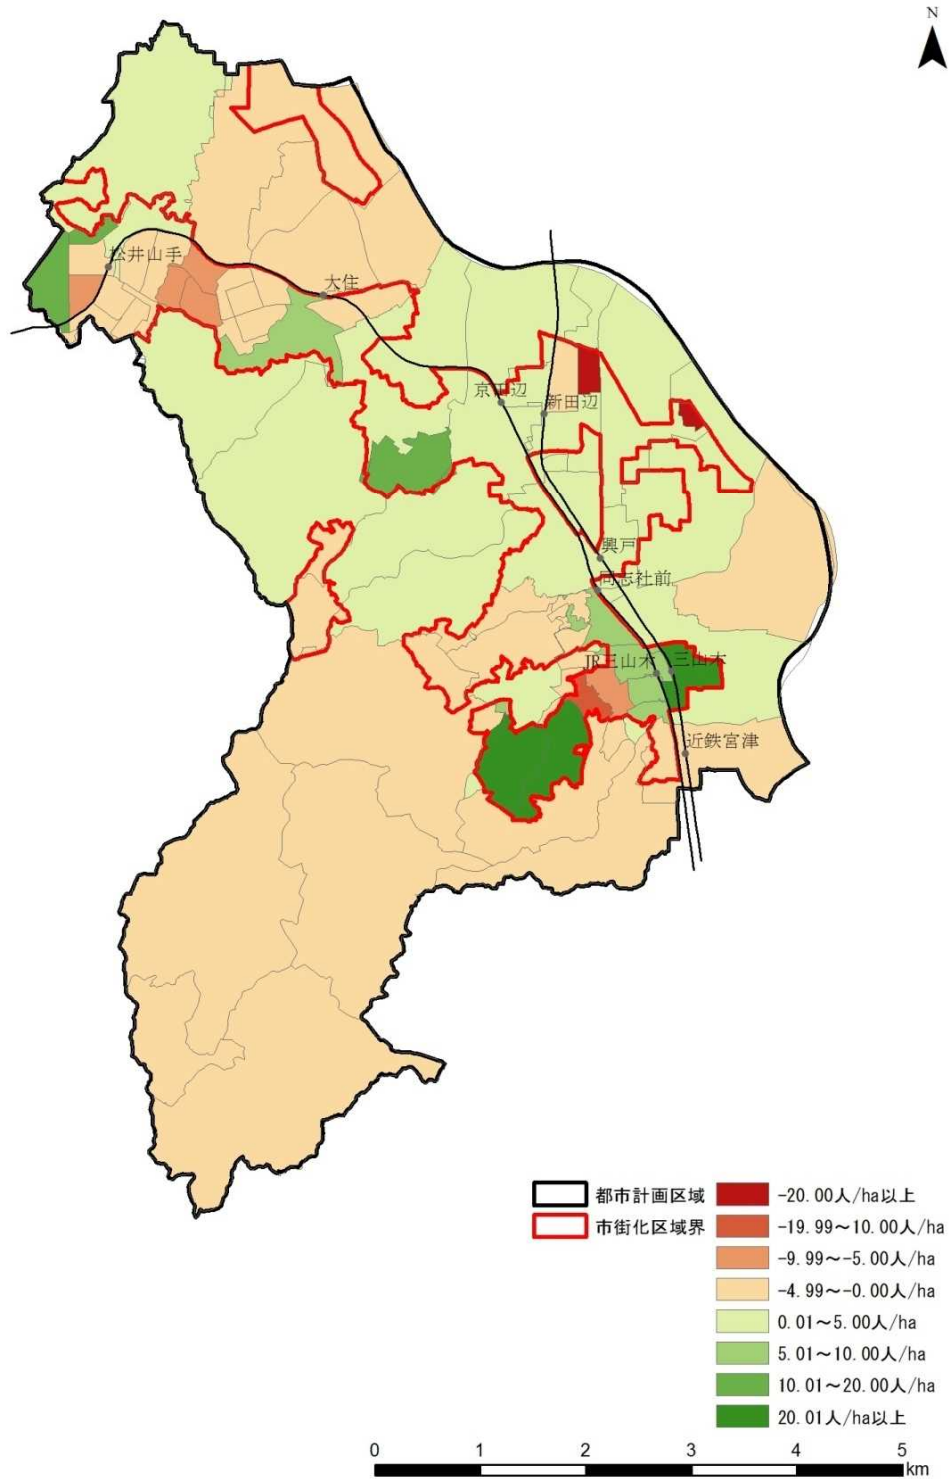 N
松井山手
大住
京田辺
新田辺
興戸
同志社前
JR三山木
三山木
近鉄宮津
都市計画区域
市街化区域界
-20.00人/ha以上
-19.99～10.00人/ha
-9.99～-5.00人/ha
-4.99～-0.00人/ha
0.01～5.00人/ha
5.01～10.00人/ha
10.01～20.00人/ha
20.01人/ha以上
0 1 2 3 4 5
km